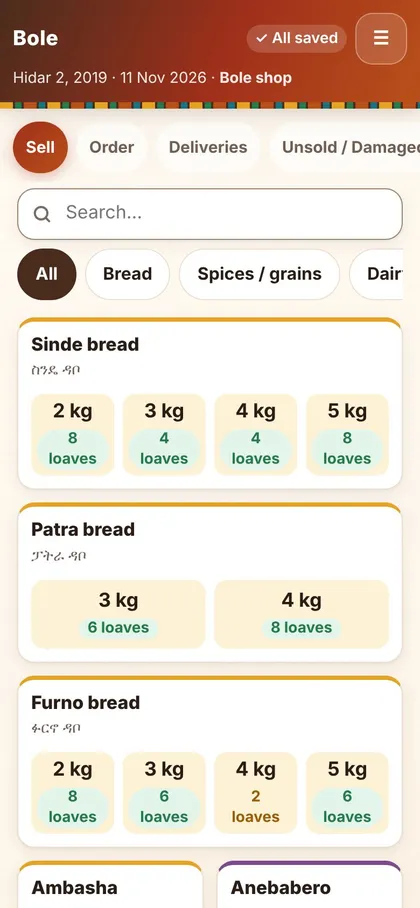 Bole
✓ All saved
☰
Hidar 2, 2019 · 11 Nov 2026 · Bole shop
Sell
Order
Deliveries
Unsold / Damaged
Search...
All
Bread
Spices / grains
Dair
Sinde bread
ስንዴ ዳቦ
2 kg
8
loaves
3 kg
4
loaves
4 kg
4
loaves
5 kg
8
loaves
Patra bread
ፓትራ ዳቦ
3 kg
6 loaves
4 kg
8 loaves
Furno bread
ፉርኖ ዳቦ
2 kg
8
loaves
3 kg
6
loaves
4 kg
2
loaves
5 kg
6
loaves
Ambasha
Anebabero